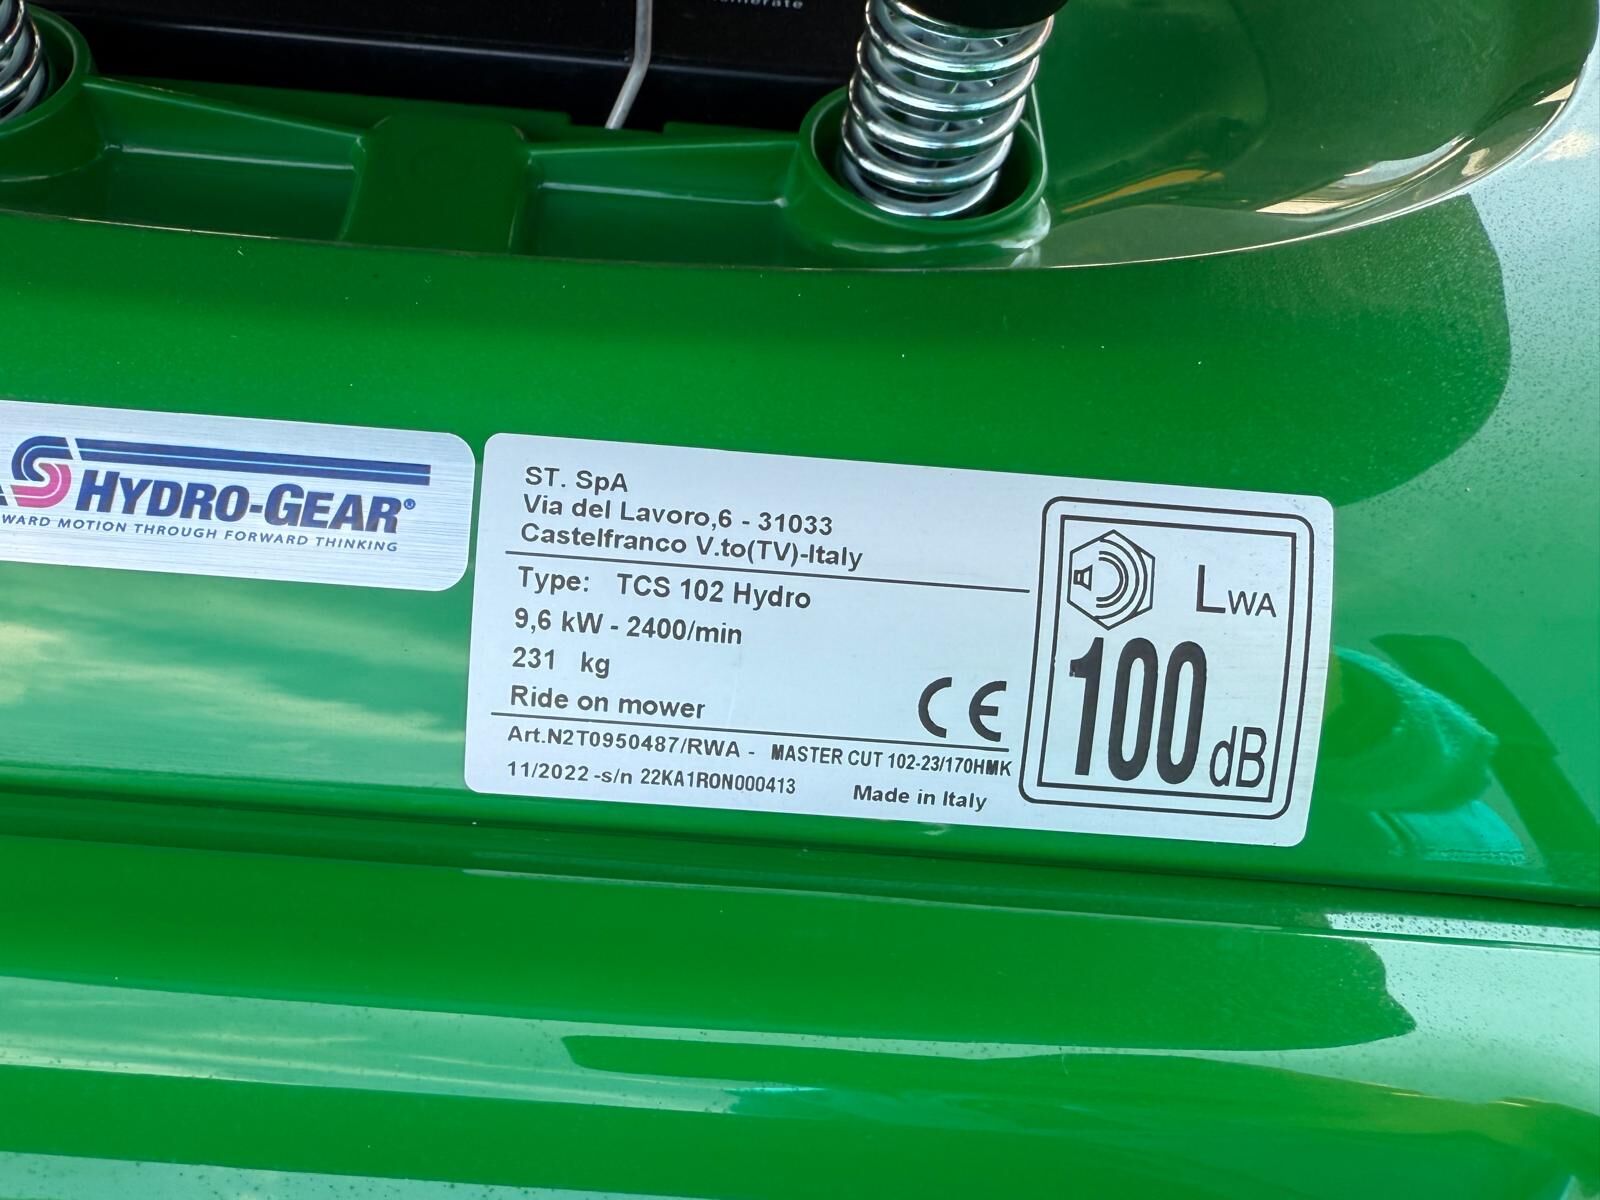 HYDRO-GEAR®
WARD MOTION THROUGH FORWARD THINKING
ST. SpA
Via del Lavoro,6 - 31033
Castelfranco V.to(TV)-Italy
Type: TCS 102 Hydro
9,6 kW - 2400/min
231 kg
Ride on mower
CE
Art.N2T0950487/RWA - MASTER CUT 102-23/170HMK
11/2022 -s/n 22KA1RON000413 Made in Italy
LWA
100 dB